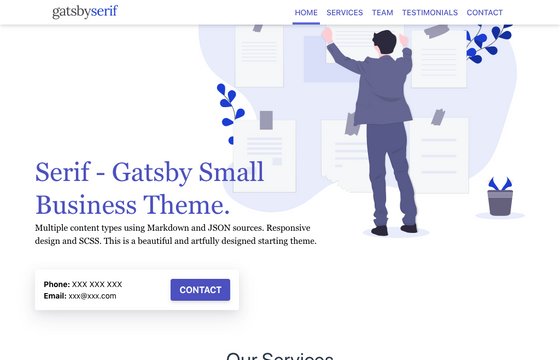 gatsbyserif
HOME SERVICES TEAM TESTIMONIALS CONTACT
Serif - Gatsby Small
Business Theme.
Multiple content types using Markdown and JSON sources. Responsive
design and SCSS. This is a beautiful and artfully designed starting theme.
Phone: XXX XXX XXX
Email: xxx@xxx.com
CONTACT
Our Services